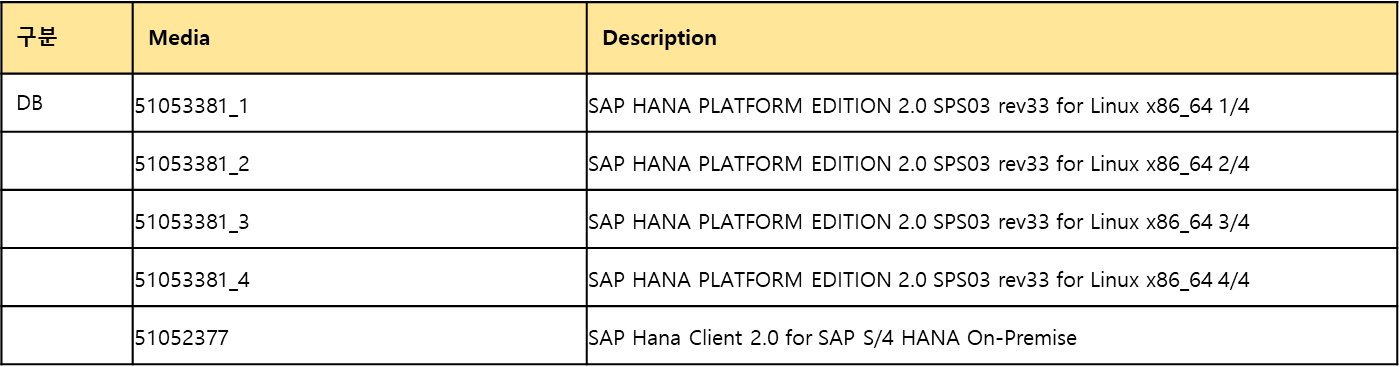 구분 Media Description
DB 51053381_1 SAP HANA PLATFORM EDITION 2.0 SPS03 rev33 for Linux x86_64 1/4
51053381_2 SAP HANA PLATFORM EDITION 2.0 SPS03 rev33 for Linux x86_64 2/4
51053381_3 SAP HANA PLATFORM EDITION 2.0 SPS03 rev33 for Linux x86_64 3/4
51053381_4 SAP HANA PLATFORM EDITION 2.0 SPS03 rev33 for Linux x86_64 4/4
51052377 SAP Hana Client 2.0 for SAP S/4 HANA On-Premise